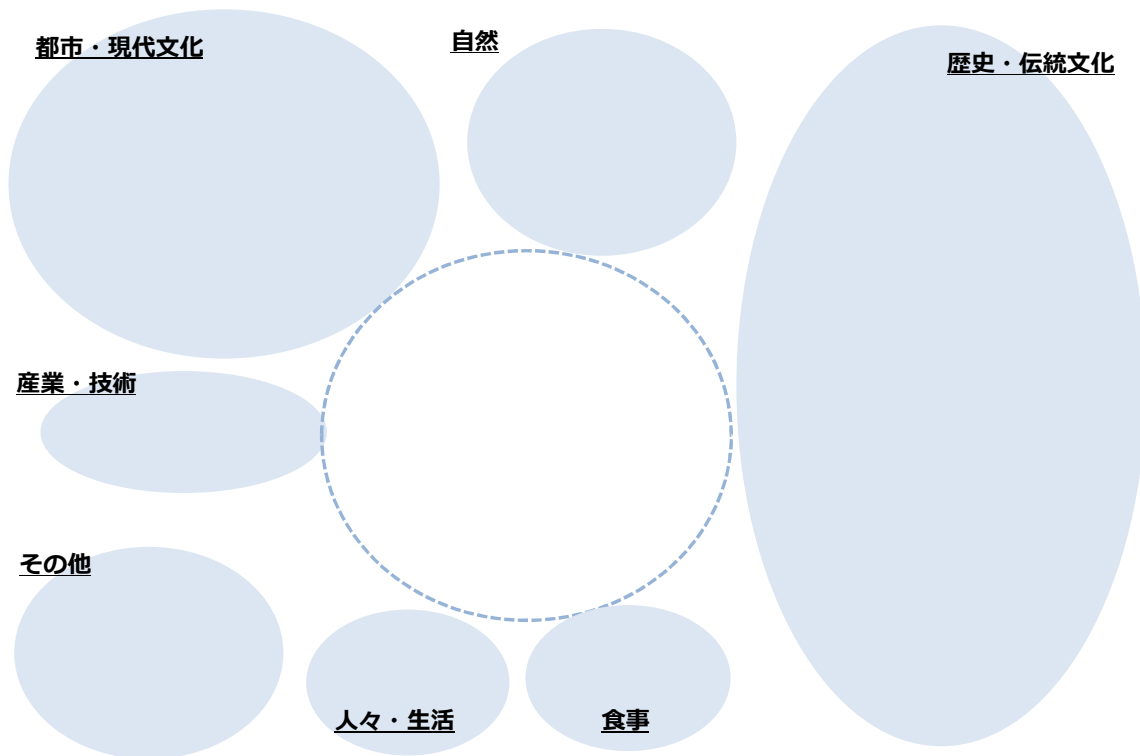 都市・現代文化
自然
歴史・伝統文化
産業・技術
その他
人々・生活
食事